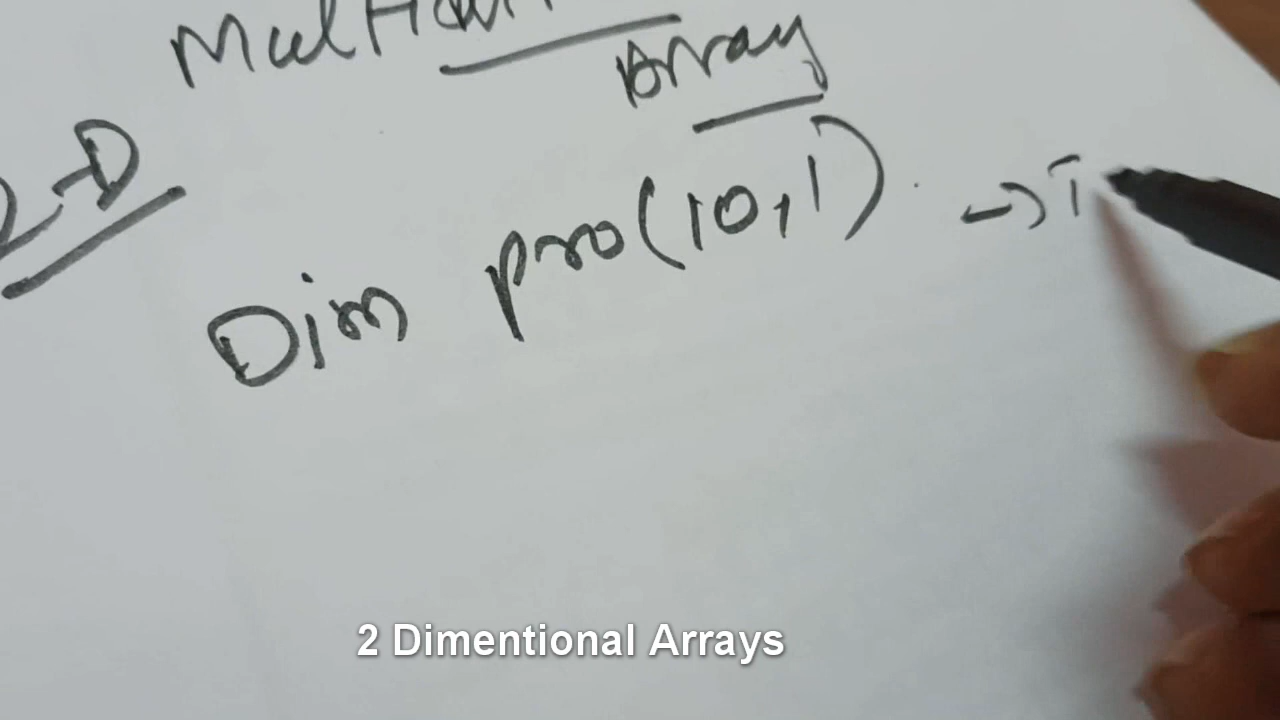 Array
2-D
Dim pro(10,1) →
2 Dimentional Arrays